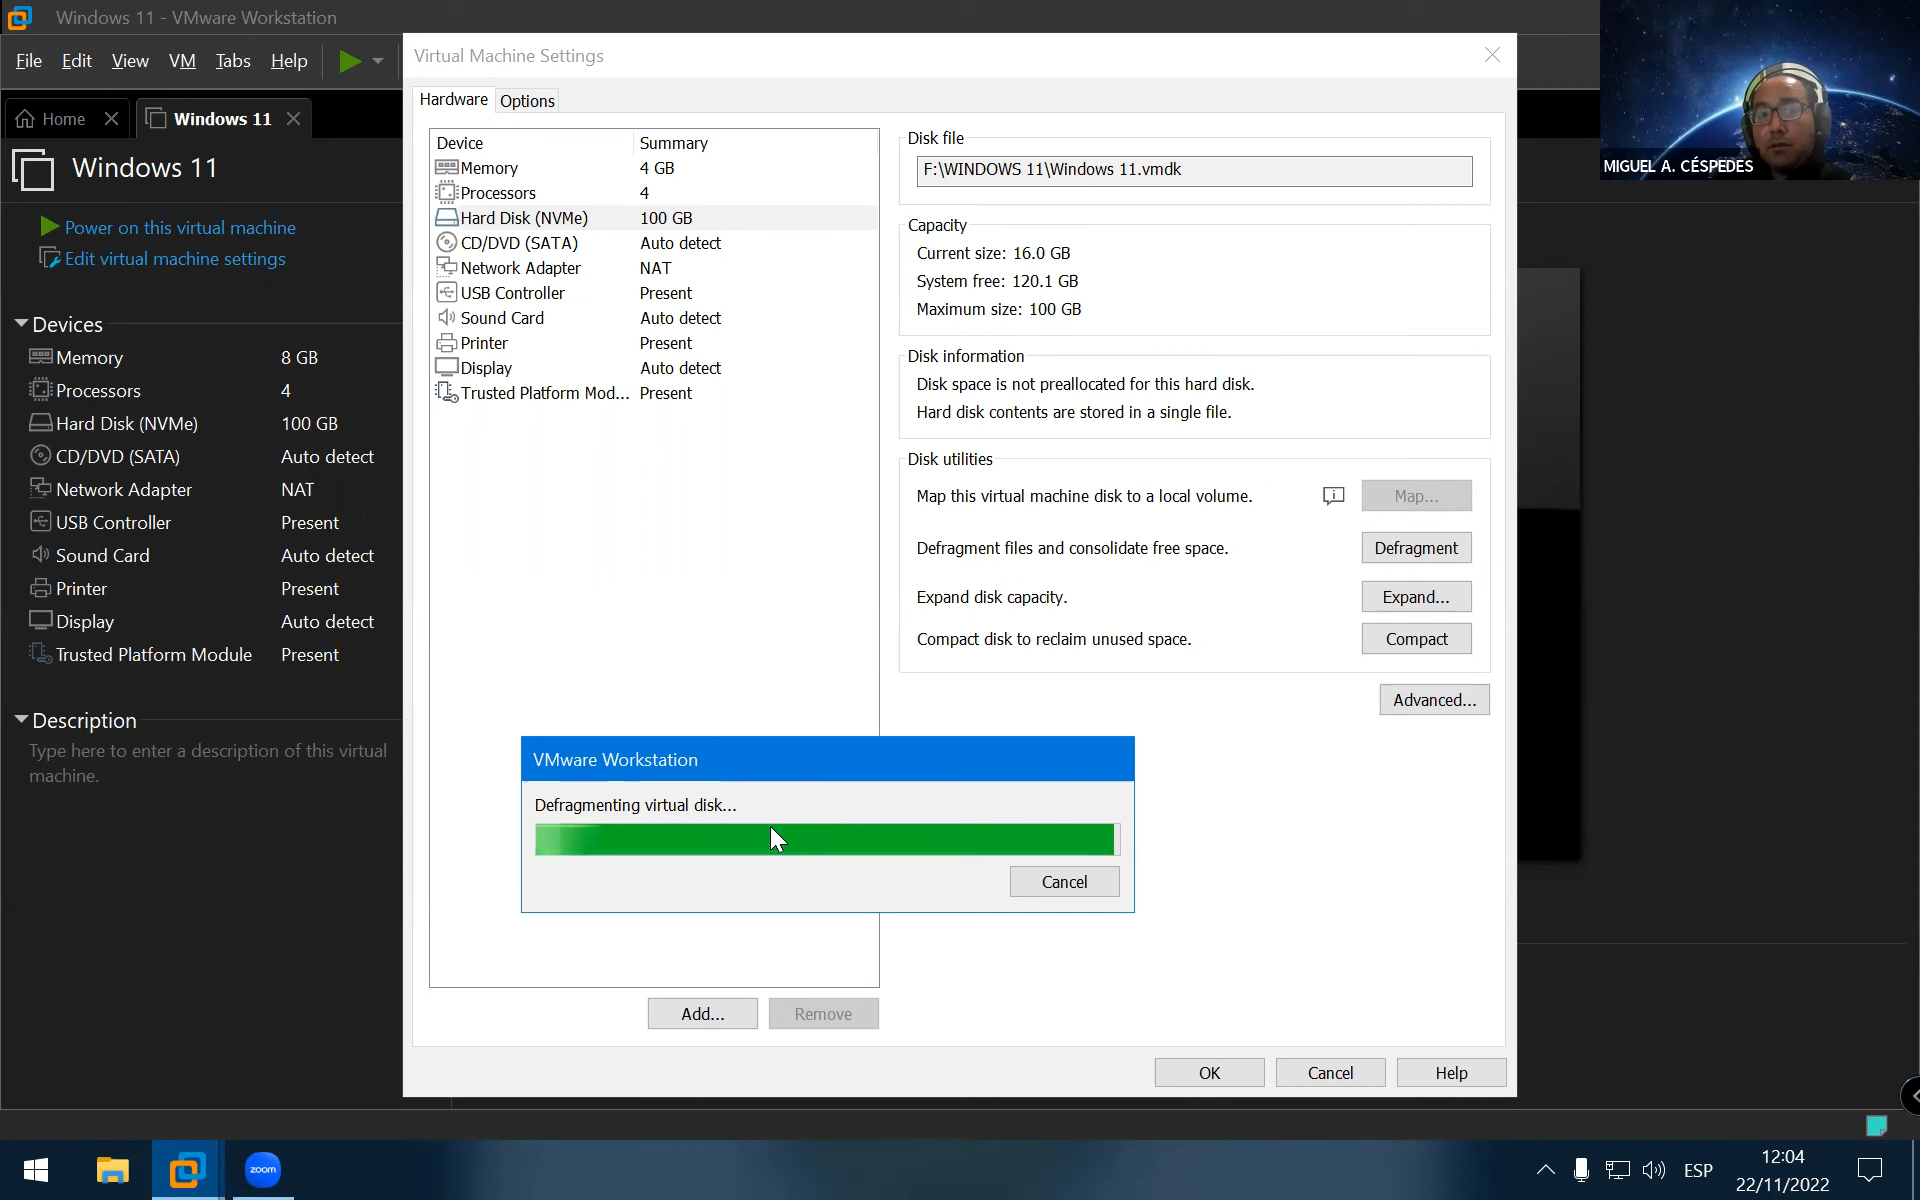 Windows 11 - VMware Workstation
File Edit View VM Tabs Help
Home
Windows 11
Windows 11
Power on this virtual machine
Edit virtual machine settings
Devices
Memory 8 GB
Processors 4
Hard Disk (NVMe) 100 GB
CD/DVD (SATA) Auto detect
Network Adapter NAT
USB Controller Present
Sound Card Auto detect
Printer Present
Display Auto detect
Trusted Platform Module Present
Description
Type here to enter a description of this virtual
machine.
Virtual Machine Settings
Hardware Options
Device Summary
Memory 4 GB
Processors 4
Hard Disk (NVMe) 100 GB
CD/DVD (SATA) Auto detect
Network Adapter NAT
USB Controller Present
Sound Card Auto detect
Printer Present
Display Auto detect
Trusted Platform Mod... Present
Add... Remove
Disk file
F:\WINDOWS 11\Windows 11.vmdk
Capacity
Current size: 16.0 GB
System free: 120.1 GB
Maximum size: 100 GB
Disk information
Disk space is not preallocated for this hard disk.
Hard disk contents are stored in a single file.
Disk utilities
Map this virtual machine disk to a local volume. Map...
Defragment files and consolidate free space. Defragment
Expand disk capacity. Expand...
Compact disk to reclaim unused space. Compact
Advanced...
VMware Workstation
Defragmenting virtual disk...
Cancel
OK Cancel Help
MIGUEL A. CÉSPEDES
zoom
ESP
12:04
22/11/2022